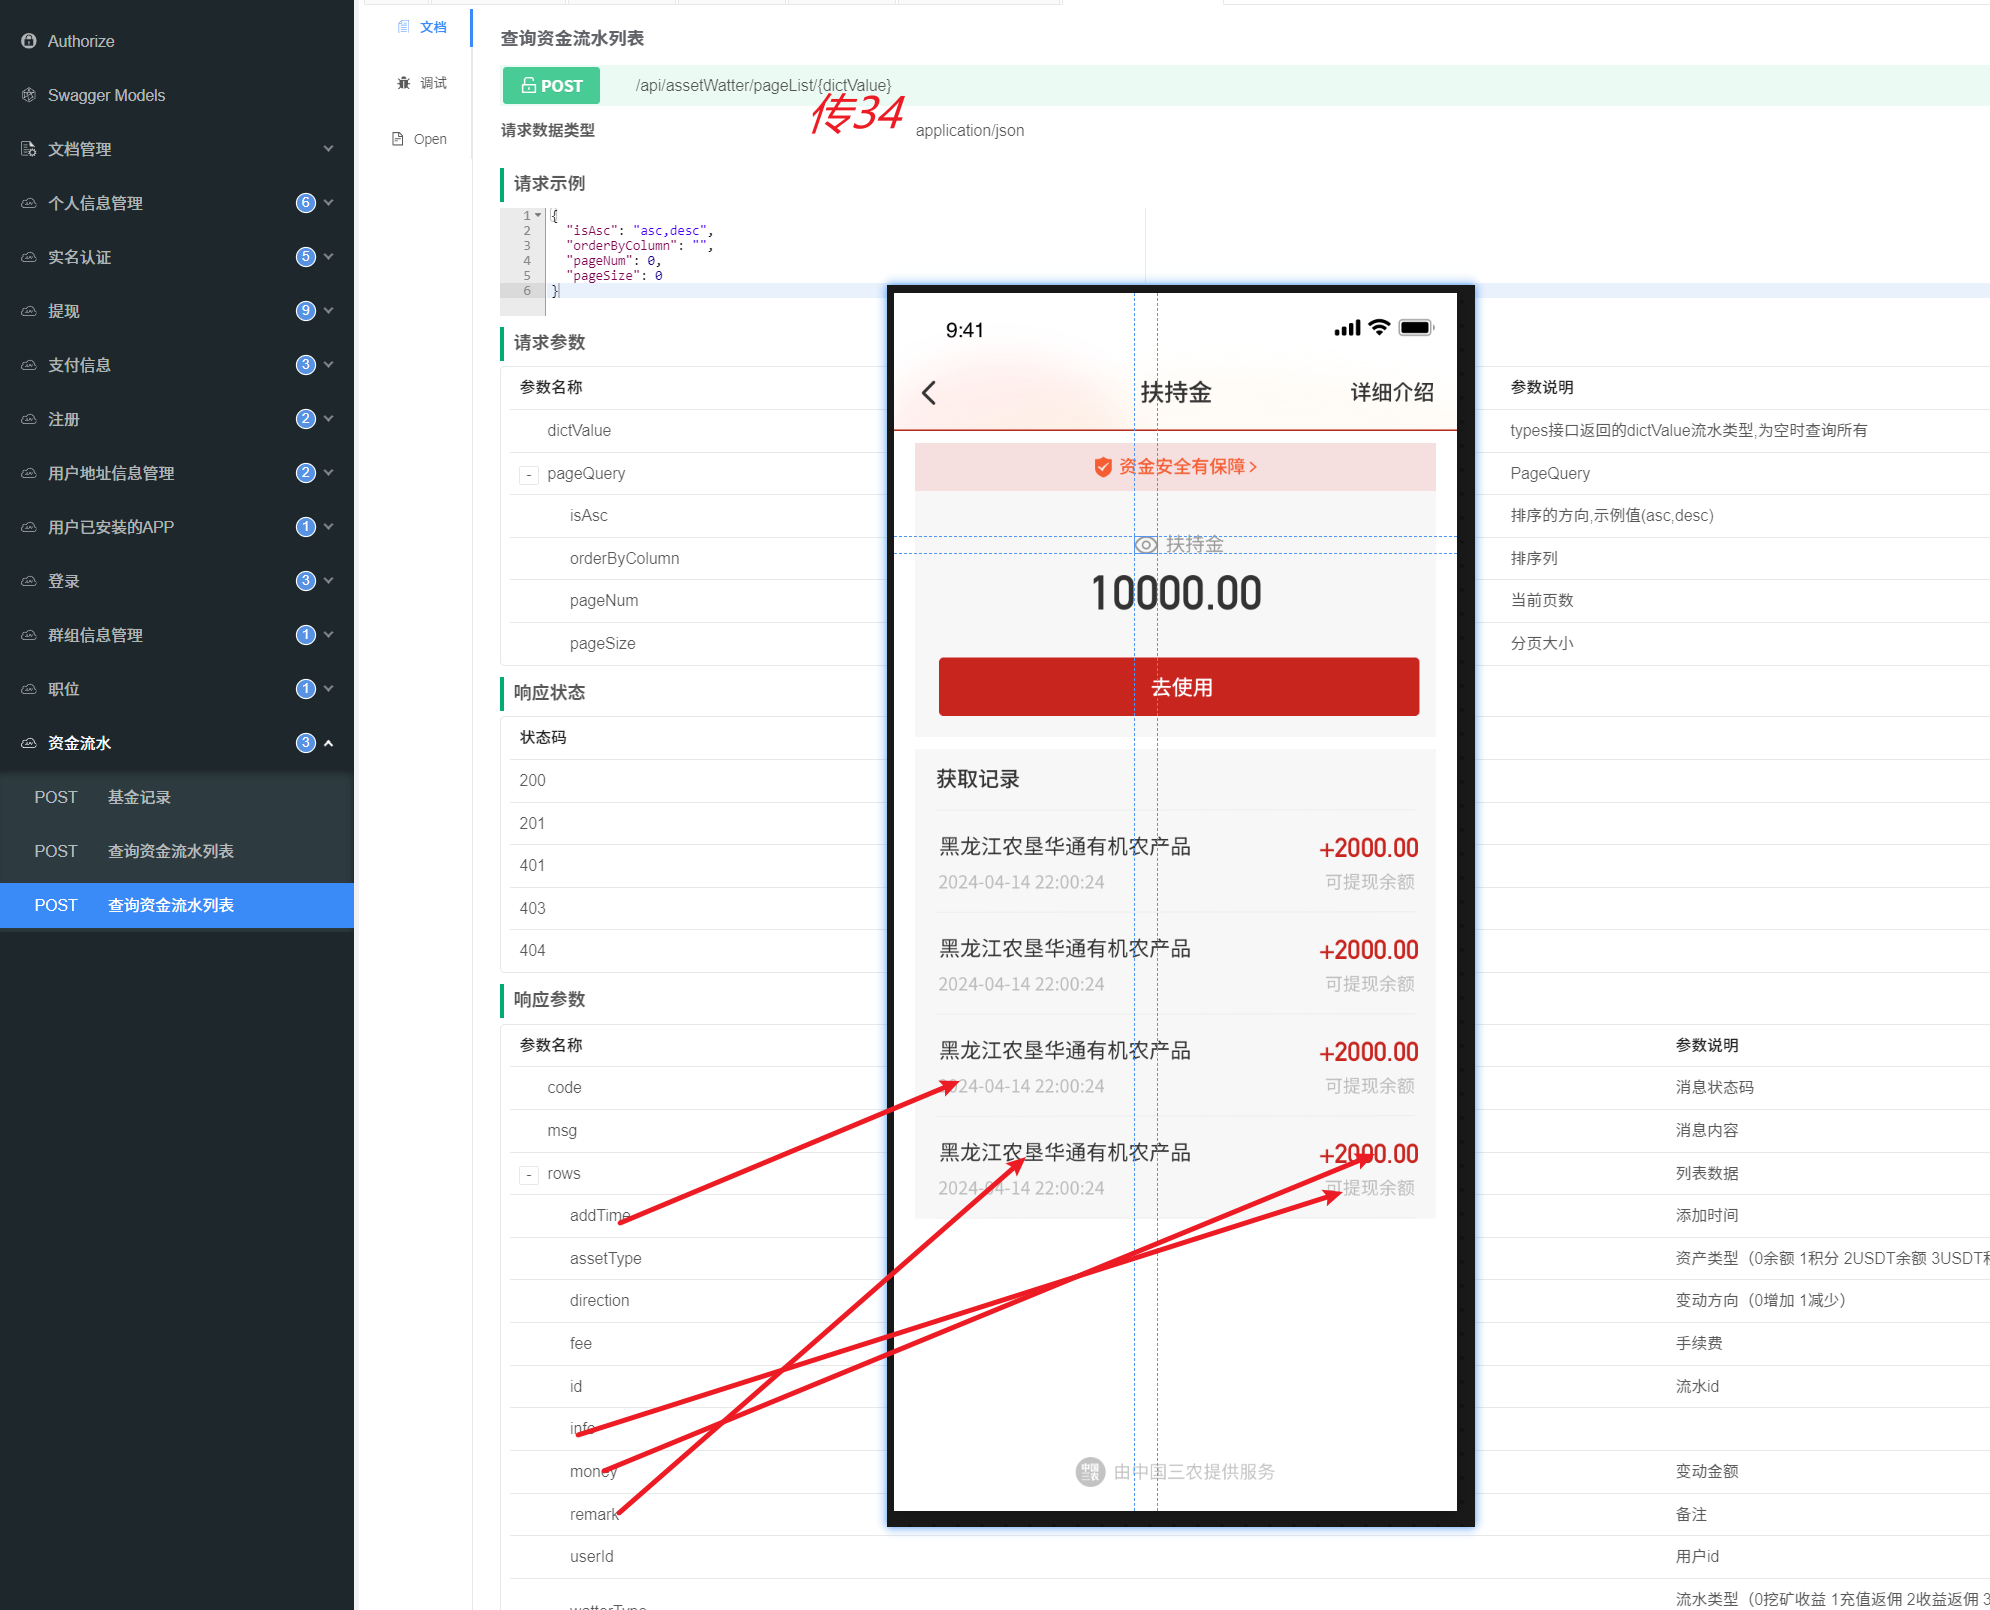 Authorize
Swagger Models
文档管理
个人信息管理 6
实名认证 5
提现 9
支付信息 3
注册 2
用户地址信息管理 2
用户已安装的APP 1
登录 3
群组信息管理 1
职位 1
资金流水 3
POST 基金记录
POST 查询资金流水列表
POST 查询资金流水列表
文档
调试
Open
查询资金流水列表
POST /api/assetWatter/pageList/{dictValue}
传34
请求数据类型 application/json
请求示例
1 {
2 "isAsc": "asc,desc",
3 "orderByColumn": "",
4 "pageNum": 0,
5 "pageSize": 0
6 }
请求参数
参数名称 参数说明
dictValue types接口返回的dictValue流水类型,为空时查询所有
- pageQuery PageQuery
isAsc 排序的方向,示例值(asc,desc)
orderByColumn 排序列
pageNum 当前页数
pageSize 分页大小
响应状态
状态码
200
201
401
403
404
响应参数
参数名称 参数说明
code 消息状态码
msg 消息内容
- rows 列表数据
addTime 添加时间
assetType 资产类型（0余额 1积分 2USDT余额 3USDT
direction 变动方向（0增加 1减少）
fee 手续费
id 流水id
info
money 变动金额
remark 备注
userId 用户id
watterType 流水类型（0挖矿收益 1充值返佣 2收益返佣 3
9:41
扶持金 详细介绍
资金安全有保障
扶持金
10000.00
去使用
获取记录
黑龙江农垦华通有机农产品 +2000.00
2024-04-14 22:00:24 可提现余额
黑龙江农垦华通有机农产品 +2000.00
2024-04-14 22:00:24 可提现余额
黑龙江农垦华通有机农产品 +2000.00
2024-04-14 22:00:24 可提现余额
黑龙江农垦华通有机农产品 +2000.00
2024-04-14 22:00:24 可提现余额
中国三农 由中国三农提供服务